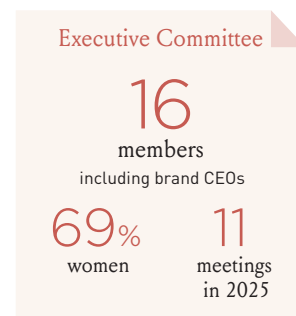 Executive Committee
16
members
including brand CEOs
69%
women
11
meetings
in 2025